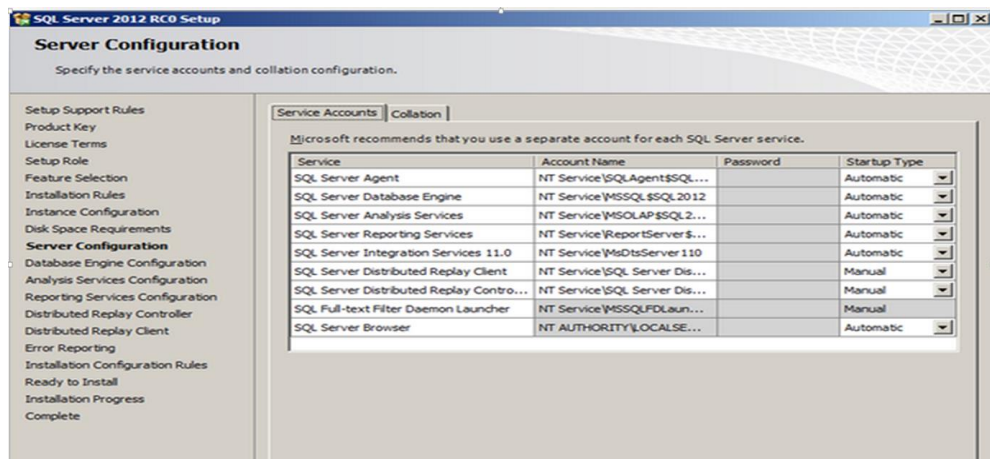 SQL Server 2012 RC0 Setup
Server Configuration
Specify the service accounts and collation configuration.
Setup Support Rules
Product Key
License Terms
Setup Role
Feature Selection
Installation Rules
Instance Configuration
Disk Space Requirements
Server Configuration
Database Engine Configuration
Analysis Services Configuration
Reporting Services Configuration
Distributed Replay Controller
Distributed Replay Client
Error Reporting
Installation Configuration Rules
Ready to Install
Installation Progress
Complete
Service Accounts Collation
Microsoft recommends that you use a separate account for each SQL Server service.
Service Account Name Password Startup Type
SQL Server Agent NT Service\SQLAgent$SQL... Automatic
SQL Server Database Engine NT Service\MSSQL$SQL2012 Automatic
SQL Server Analysis Services NT Service\MSOLAP$SQL2... Automatic
SQL Server Reporting Services NT Service\ReportServer$... Automatic
SQL Server Integration Services 11.0 NT Service\MsDtsServer110 Automatic
SQL Server Distributed Replay Client NT Service\SQL Server Dis... Manual
SQL Server Distributed Replay Contro... NT Service\SQL Server Dis... Manual
SQL Full-text Filter Daemon Launcher NT Service\MSSQLFDLaun... Manual
SQL Server Browser NT AUTHORITY\LOCALSE... Automatic